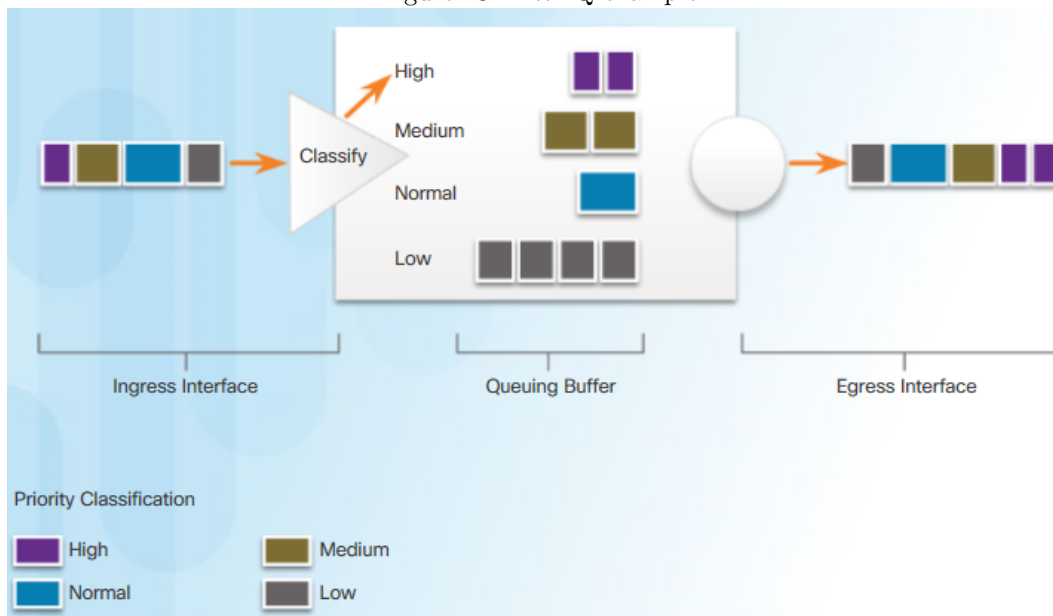 High
Medium
Classify
Normal
Low
Ingress Interface
Queuing Buffer
Egress Interface
Priority Classification
High
Medium
Normal
Low